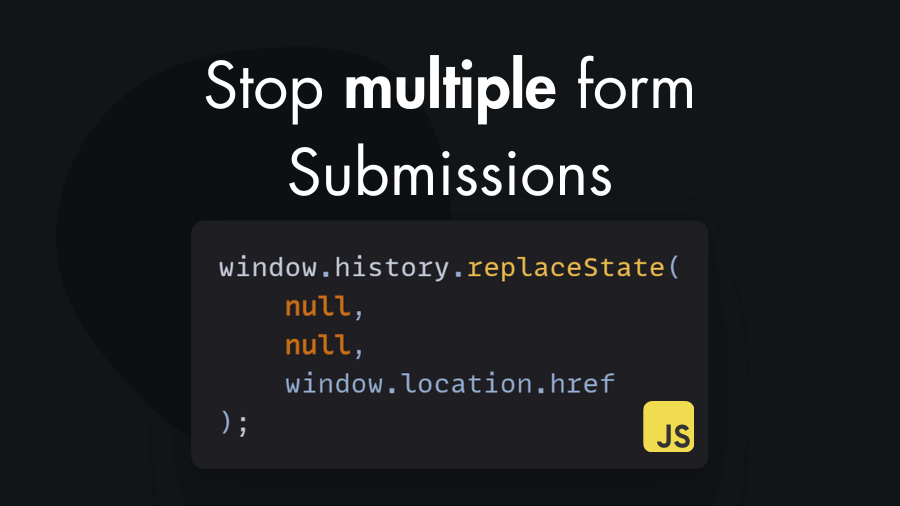 Stop multiple form
Submissions
window.history.replaceState(
    null,
    null,
    window.location.href
);
JS